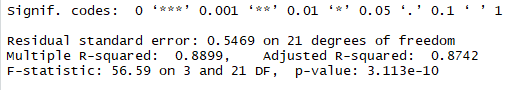 Signif. codes:  0 ‘***’ 0.001 ‘**’ 0.01 ‘*’ 0.05 ‘.’ 0.1 ‘ ’ 1
Residual standard error: 0.5469 on 21 degrees of freedom
Multiple R-squared:  0.8899,    Adjusted R-squared:  0.8742
F-statistic: 56.59 on 3 and 21 DF,  p-value: 3.113e-10